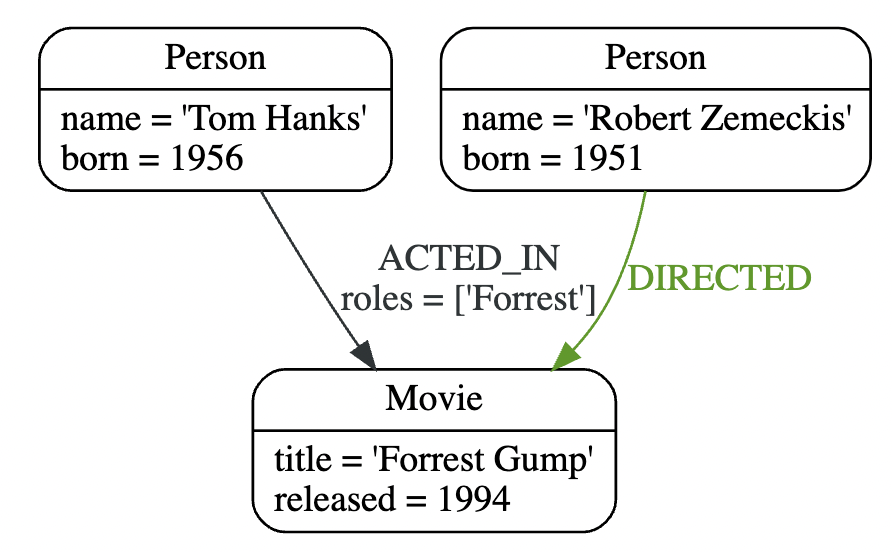 Person
name = 'Tom Hanks'
born = 1956
Person
name = 'Robert Zemeckis'
born = 1951
ACTED_IN
roles = ['Forrest']
DIRECTED
Movie
title = 'Forrest Gump'
released = 1994